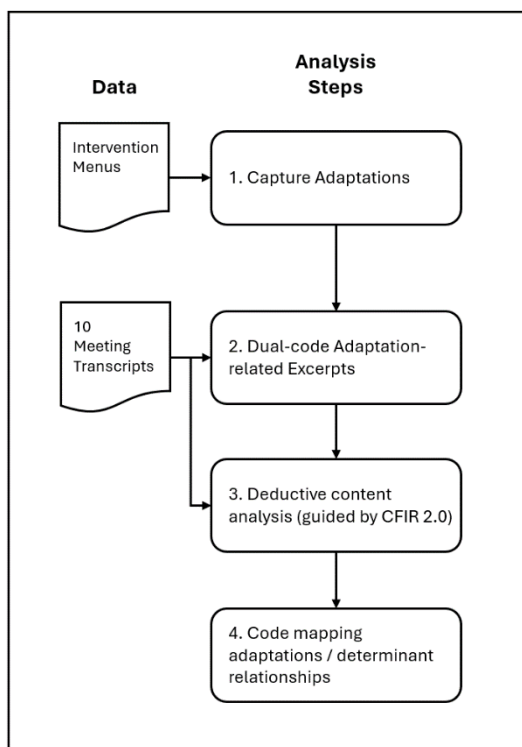 Data
Analysis
Steps
Intervention
Menus
1. Capture Adaptations
10
Meeting
Transcripts
2. Dual-code Adaptation-
related Excerpts
3. Deductive content
analysis (guided by CFIR 2.0)
4. Code mapping
adaptations / determinant
relationships